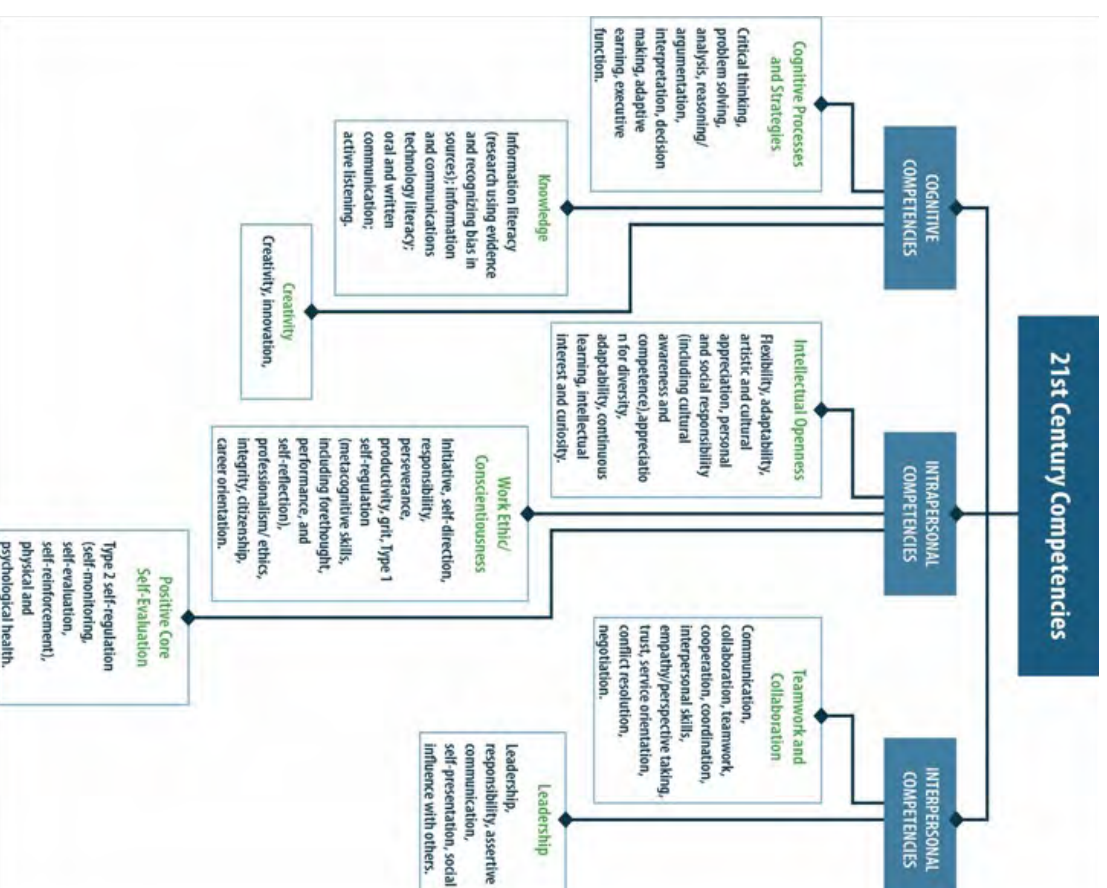 21st Century Competencies
COGNITIVE
COMPETENCIES
Cognitive Processes
and Strategies
Critical thinking,
problem solving,
analysis, reasoning/
argumentation,
interpretation, decision
making, adaptive
earning, executive
function.
Knowledge
Information literacy
(research using evidence
and recognizing bias in
sources); information
and communications
technology literacy;
oral and written
communication;
active listening.
Creativity
Creativity, innovation,
INTRAPERSONAL
COMPETENCIES
Intellectual Openness
Flexibility, adaptability,
artistic and cultural
appreciation, personal
and social responsibility
(including cultural
awareness and
competence),appreciatio
n for diversity,
adaptability, continuous
learning, intellectual
interest and curiosity.
Work Ethic/
Conscientiousness
Initiative, self-direction,
responsibility,
perseverance,
productivity, grit, Type 1
self-regulation
(metacognitive skills,
including forethought,
performance, and
self-reflection),
professionalism/ ethics,
integrity, citizenship,
career orientation.
Positive Core
Self-Evaluation
Type 2 self-regulation
(self-monitoring,
self-evaluation,
self-reinforcement),
physical and
psychological health.
INTERPERSONAL
COMPETENCIES
Teamwork and
Collaboration
Communication,
collaboration, teamwork,
cooperation, coordination,
interpersonal skills,
empathy/perspective taking,
trust, service orientation,
conflict resolution,
negotiation.
Leadership
Leadership,
responsibility, assertive
communication,
self-presentation, social
influence with others.